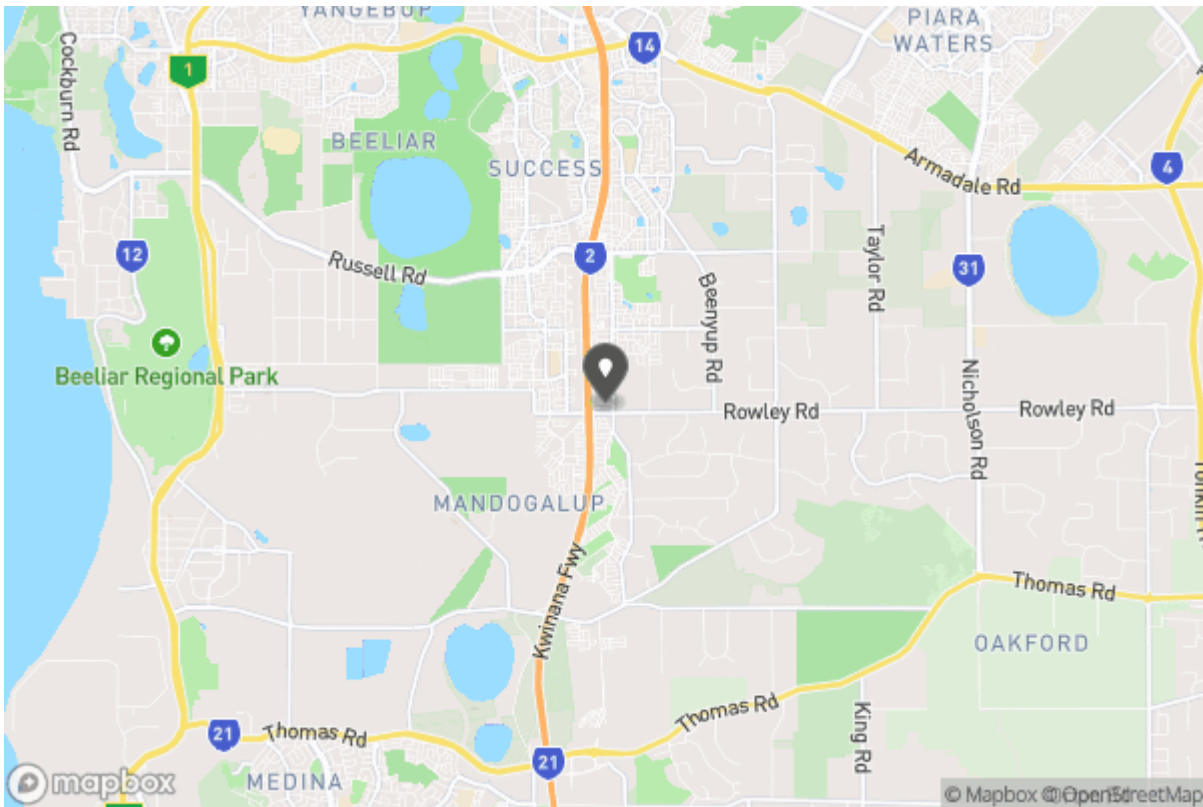 YANGEBUP
PIARA
WATERS
14
Cockburn Rd
1
BEELIAR
SUCCESS
Armadale Rd
4
12
Russell Rd
2
Taylor Rd
31
Beenyup Rd
Beeliar Regional Park
Nicholson Rd
Rowley Rd
Rowley Rd
MANDOGALUP
Kwinana Fwy
Thomas Rd
OAKFORD
21
Thomas Rd
Thomas Rd
King Rd
21
MEDINA
mapbox
© Mapbox © OpenStreetMap